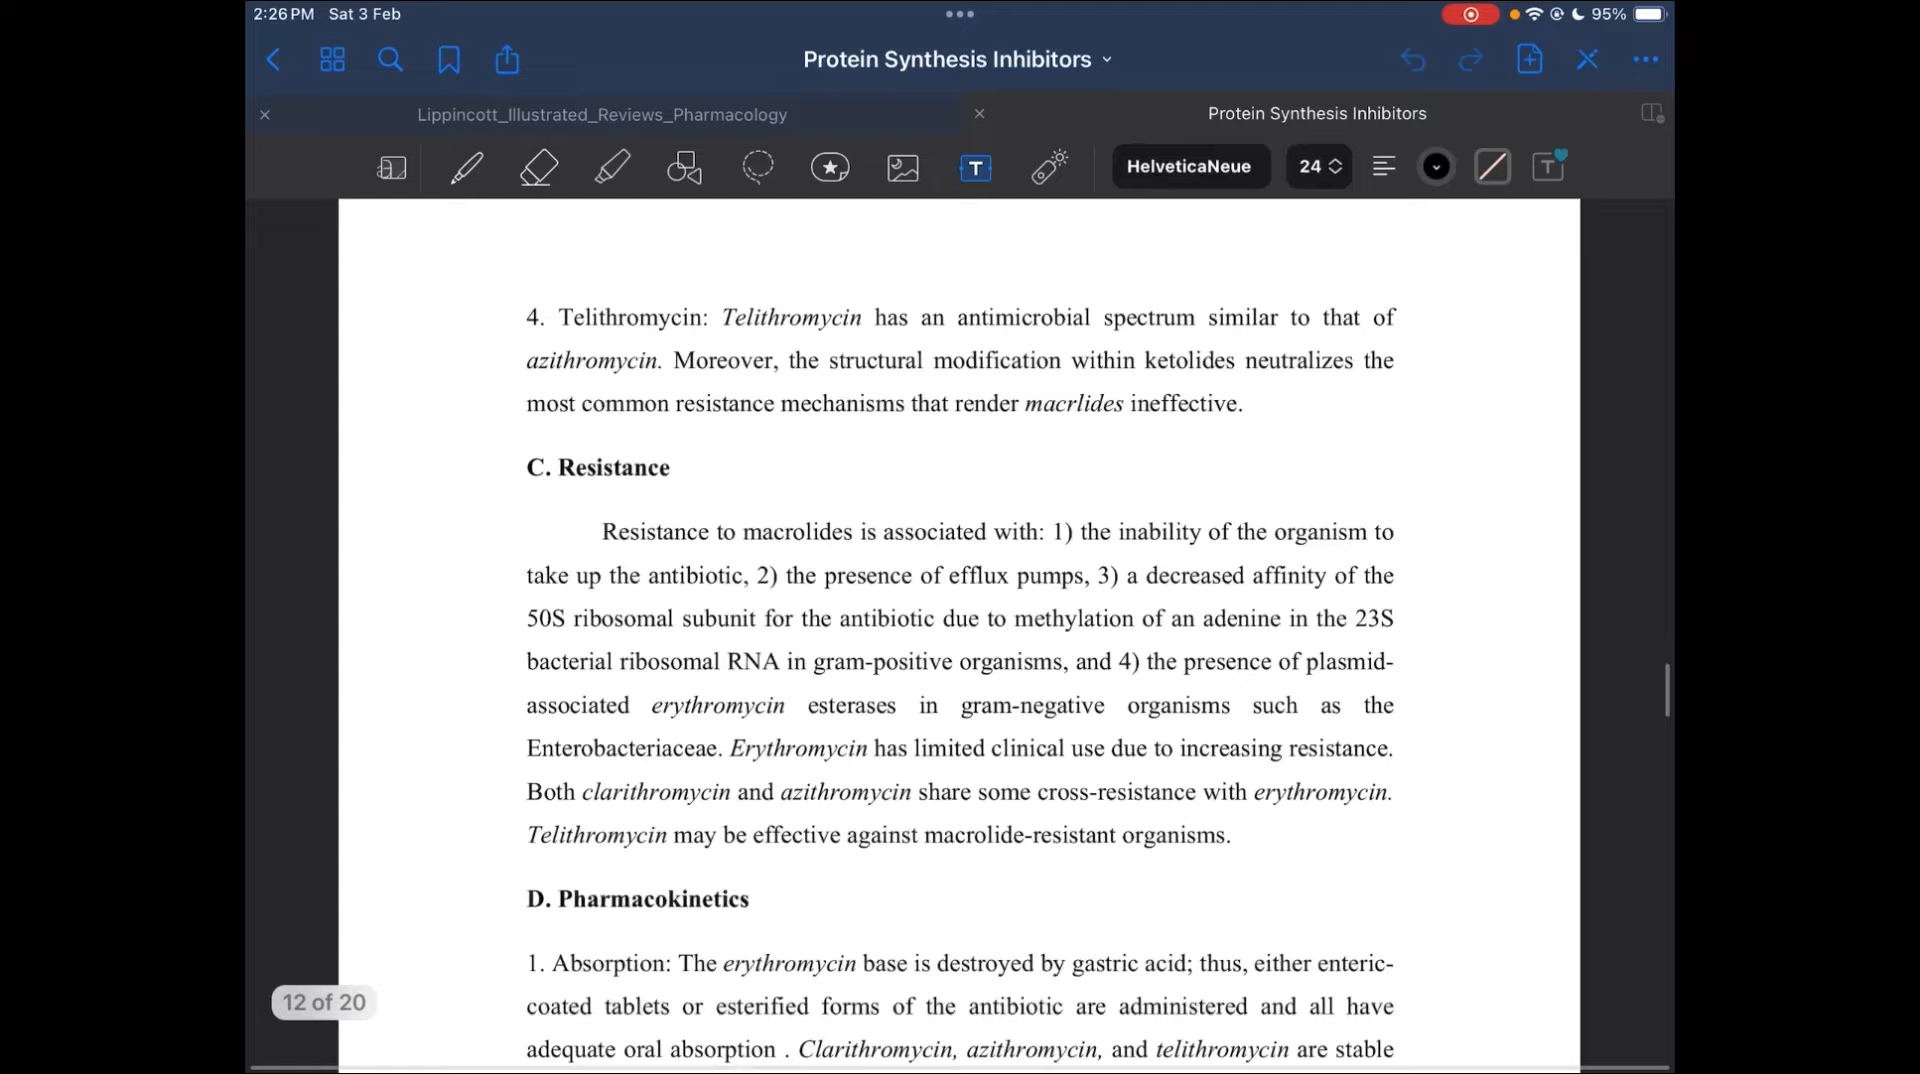 2:26 PM Sat 3 Feb
95%
Protein Synthesis Inhibitors
Lippincott_Illustrated_Reviews_Pharmacology
Protein Synthesis Inhibitors
T
HelveticaNeue
24
T
4. Telithromycin: Telithromycin has an antimicrobial spectrum similar to that of
azithromycin. Moreover, the structural modification within ketolides neutralizes the
most common resistance mechanisms that render macrlides ineffective.
C. Resistance
Resistance to macrolides is associated with: 1) the inability of the organism to
take up the antibiotic, 2) the presence of efflux pumps, 3) a decreased affinity of the
50S ribosomal subunit for the antibiotic due to methylation of an adenine in the 23S
bacterial ribosomal RNA in gram-positive organisms, and 4) the presence of plasmid-
associated erythromycin esterases in gram-negative organisms such as the
Enterobacteriaceae. Erythromycin has limited clinical use due to increasing resistance.
Both clarithromycin and azithromycin share some cross-resistance with erythromycin.
Telithromycin may be effective against macrolide-resistant organisms.
D. Pharmacokinetics
1. Absorption: The erythromycin base is destroyed by gastric acid; thus, either enteric-
coated tablets or esterified forms of the antibiotic are administered and all have
adequate oral absorption . Clarithromycin, azithromycin, and telithromycin are stable
12 of 20